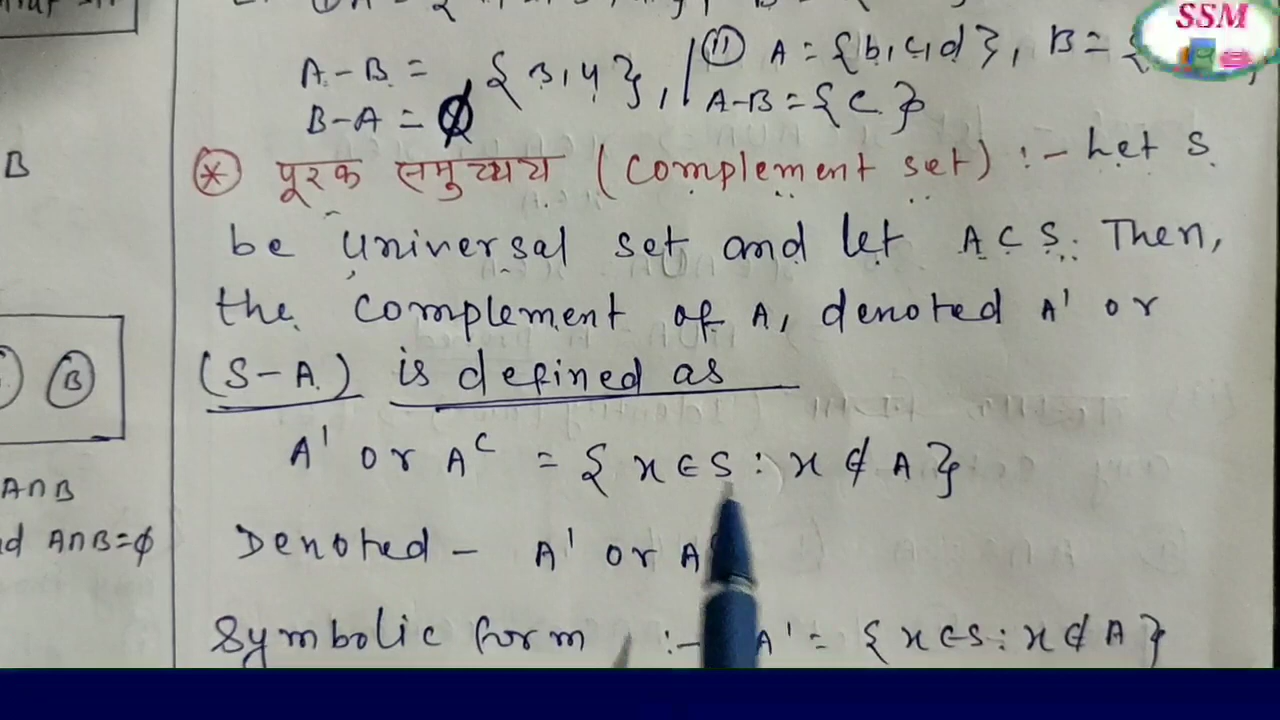 SSM
A-B = {3,4}, (ii) A = {b,c,d}, B = {
B-A = ϕ A-B = {c}
B
* पूरक समुच्चय (Complement set) :- Let S
be universal set and let A⊂S. Then,
the complement of A, denoted A' or
(S-A) is defined as
B
A' or Aᶜ = {x∈S : x∉A}
A∩B
A∩B=ϕ
Denoted - A' or A
Symbolic form :- A' = {x∈S : x∉A}